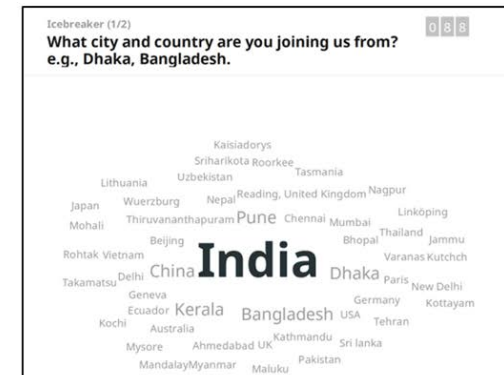 Icebreaker (1/2)
088
What city and country are you joining us from?
e.g., Dhaka, Bangladesh.
Kaisiadorys
Sriharikota Roorkee
Tasmania
Uzbekistan
Lithuania
Reading, United Kingdom
Nagpur
Nepal
Wuerzburg
Japan
Linköping
Thiruvananthapuram
Pune
Chennai
Mumbai
Mohali
Thailand
Beijing
Bhopal
Jammu
India
Rohtak
Vietnam
Varanas
Kutchch
China
Dhaka
Delhi
Paris
Takamatsu
New Delhi
Geneva
Germany
Kottayam
Ecuador
Kerala
Bangladesh
USA
Kochi
Tehran
Australia
Kathmandu
Mysore
Ahmedabad
UK
Sri lanka
Pakistan
Mandalay
Myanmar
Maluku